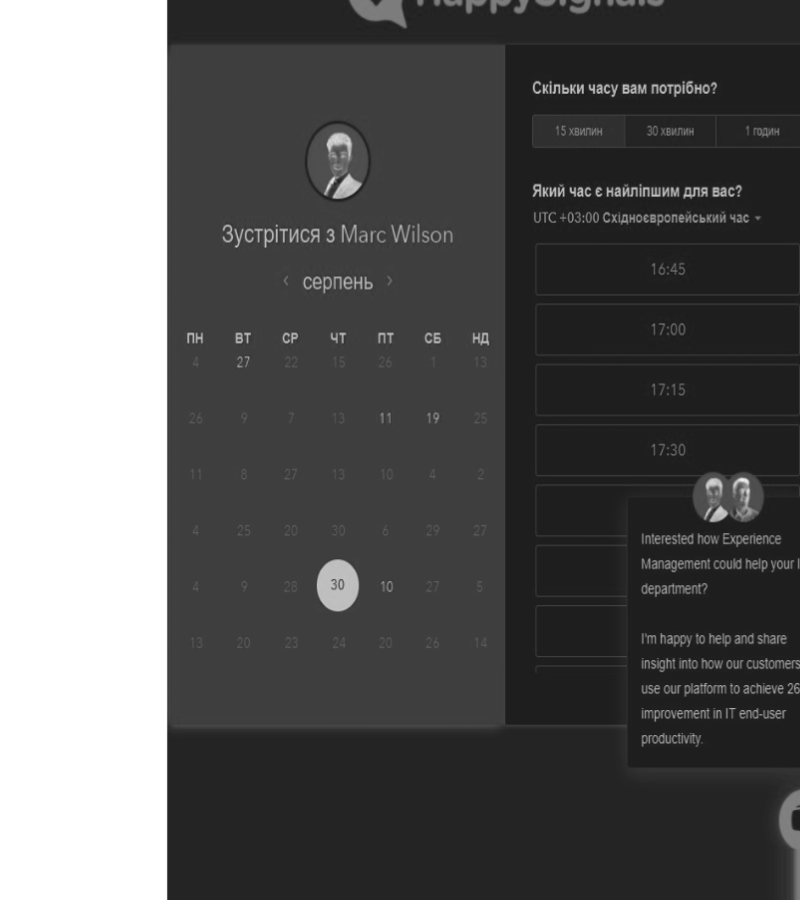 HappySignals
Зустрітися з Marc Wilson
серпень
ПН ВТ СР ЧТ ПТ СБ НД
4 27 22 15 26 1 13
26 9 7 13 11 19 25
11 8 27 13 10 4 2
4 25 20 30 6 29 27
4 9 28 30 10 27 5
13 20 23 24 20 26 14
Скільки часу вам потрібно?
15 хвилин 30 хвилин 1 годин
Який час є найліпшим для вас?
UTC +03:00 Східноєвропейський час
16:45
17:00
17:15
17:30
Interested how Experience
Management could help your I
department?
I'm happy to help and share
insight into how our customers
use our platform to achieve 26
improvement in IT end-user
productivity.